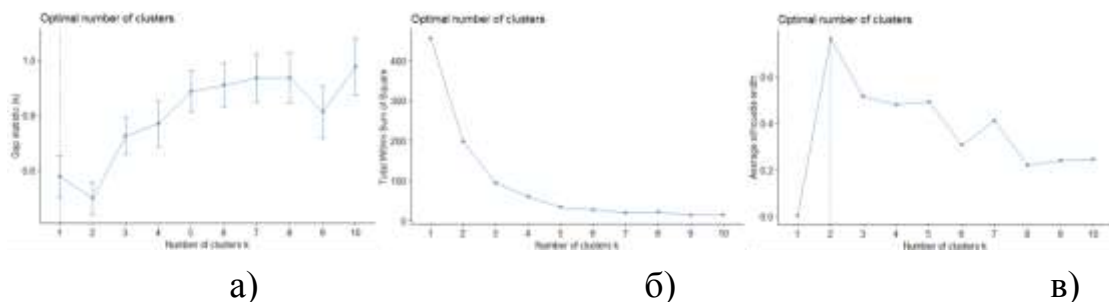 Optimal number of clusters
Gap statistic (k)
1.0
0.9
0.8
1 2 3 4 5 6 7 8 9 10
Number of clusters k
а)
Optimal number of clusters
Total Within Sum of Square
400
300
200
100
0
1 2 3 4 5 6 7 8 9 10
Number of clusters k
б)
Optimal number of clusters
Average silhouette width
0.6
0.4
0.2
0.0
1 2 3 4 5 6 7 8 9 10
Number of clusters k
в)